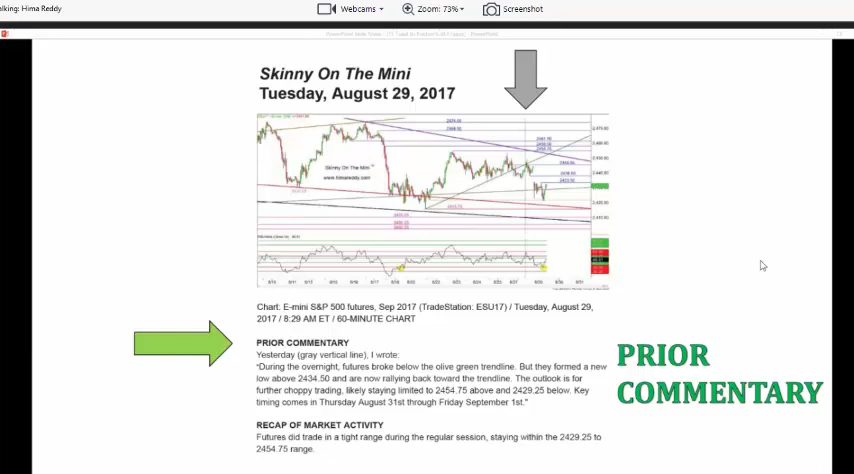 alking: Hima Reddy
Webcams
Zoom: 73%
Screenshot
Skinny On The Mini
Tuesday, August 29, 2017
Skinny On The Mini
www.himareddy.com
Chart: E-mini S&P 500 futures, Sep 2017 (TradeStation: ESU17) / Tuesday, August 29,
2017 / 8:29 AM ET / 60-MINUTE CHART
PRIOR COMMENTARY
Yesterday (gray vertical line), I wrote:
"During the overnight, futures broke below the olive green trendline. But they formed a new
low above 2434.50 and are now rallying back toward the trendline. The outlook is for
further choppy trading, likely staying limited to 2454.75 above and 2429.25 below. Key
timing comes in Thursday August 31st through Friday September 1st."
RECAP OF MARKET ACTIVITY
Futures did trade in a tight range during the regular session, staying within the 2429.25 to
2454.75 range.
PRIOR
COMMENTARY